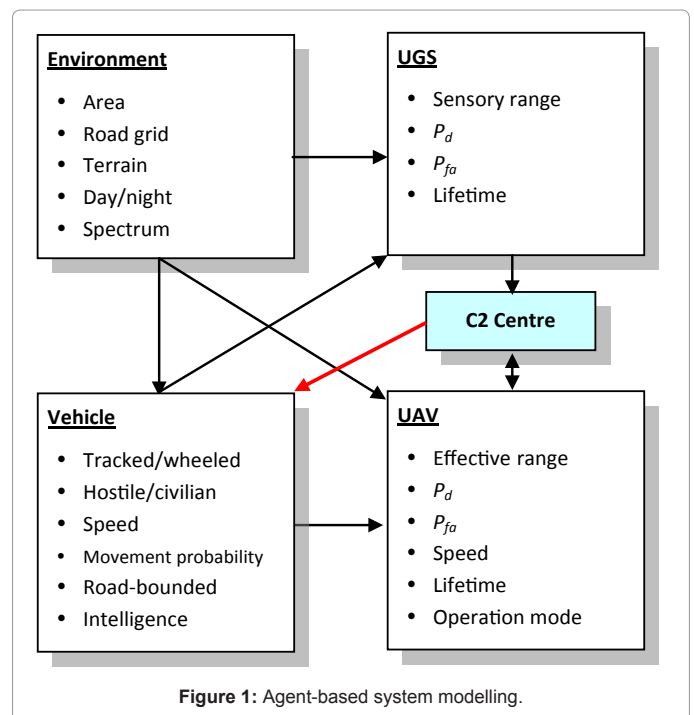 Environment
• Area
• Road grid
• Terrain
• Day/night
• Spectrum
UGS
• Sensory range
• Pd
• Pfa
• Lifetime
C2 Centre
Vehicle
• Tracked/wheeled
• Hostile/civilian
• Speed
• Movement probability
• Road-bounded
• Intelligence
UAV
• Effective range
• Pd
• Pfa
• Speed
• Lifetime
• Operation mode
Figure 1: Agent-based system modelling.